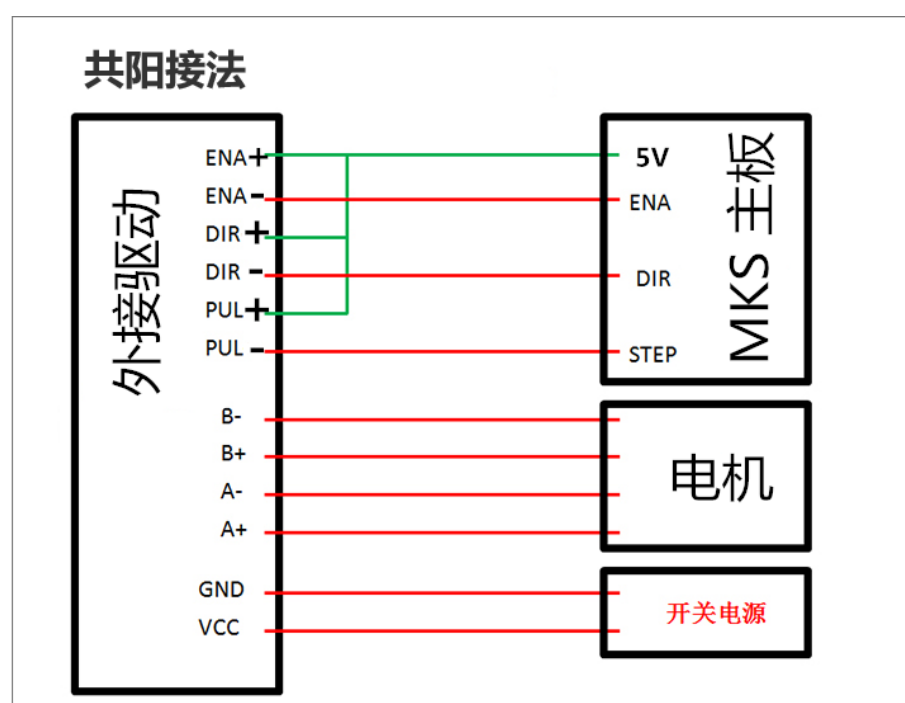 共阳接法
外接驱动
ENA+
ENA-
DIR+
DIR-
PUL+
PUL-
B-
B+
A-
A+
GND
VCC
5V
ENA
DIR
STEP
MKS 主板
电机
开关电源